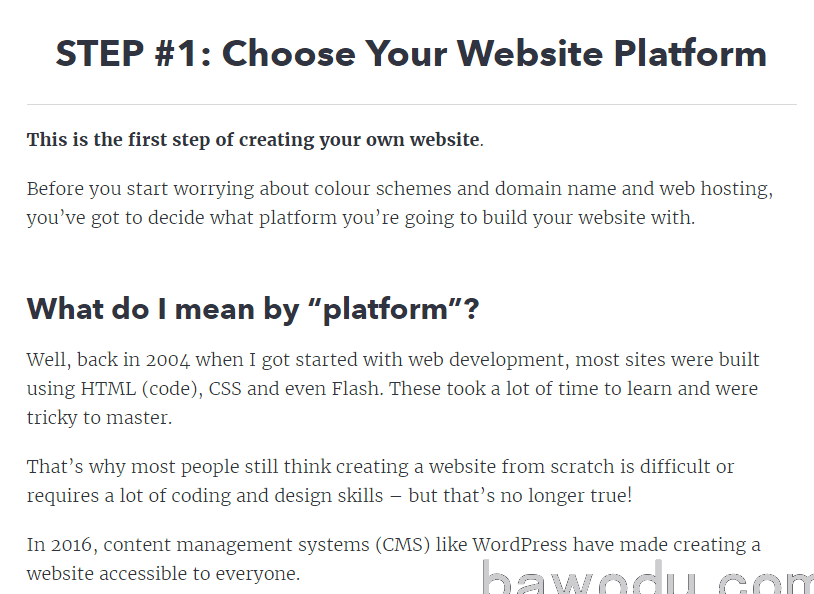 STEP #1: Choose Your Website Platform
This is the first step of creating your own website.
Before you start worrying about colour schemes and domain name and web hosting,
you’ve got to decide what platform you’re going to build your website with.
What do I mean by “platform”?
Well, back in 2004 when I got started with web development, most sites were built
using HTML (code), CSS and even Flash. These took a lot of time to learn and were
tricky to master.
That’s why most people still think creating a website from scratch is difficult or
requires a lot of coding and design skills – but that’s no longer true!
In 2016, content management systems (CMS) like WordPress have made creating a
website accessible to everyone.
bawodu.com